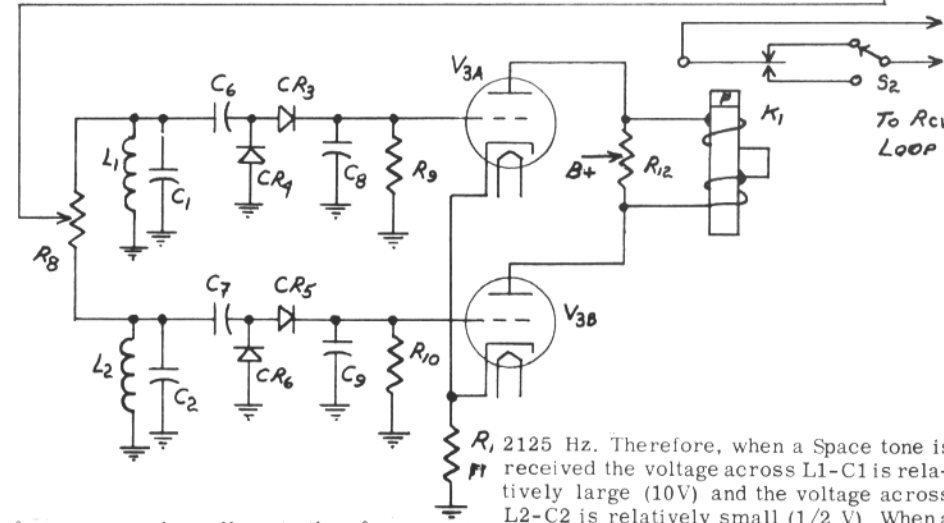 V3A
C6
CR3
S2
P
K1
TO RCV
LOOP
L1
C1
CR4
C8
R9
B+
R12
R8
C7
CR5
V3B
L2
C2
CR6
C9
R10
R11
2125 Hz. Therefore, when a Space tone is
received the voltage across L1-C1 is rela-
tively large (10V) and the voltage across
L2-C2 is relatively small (1/2 V). When a